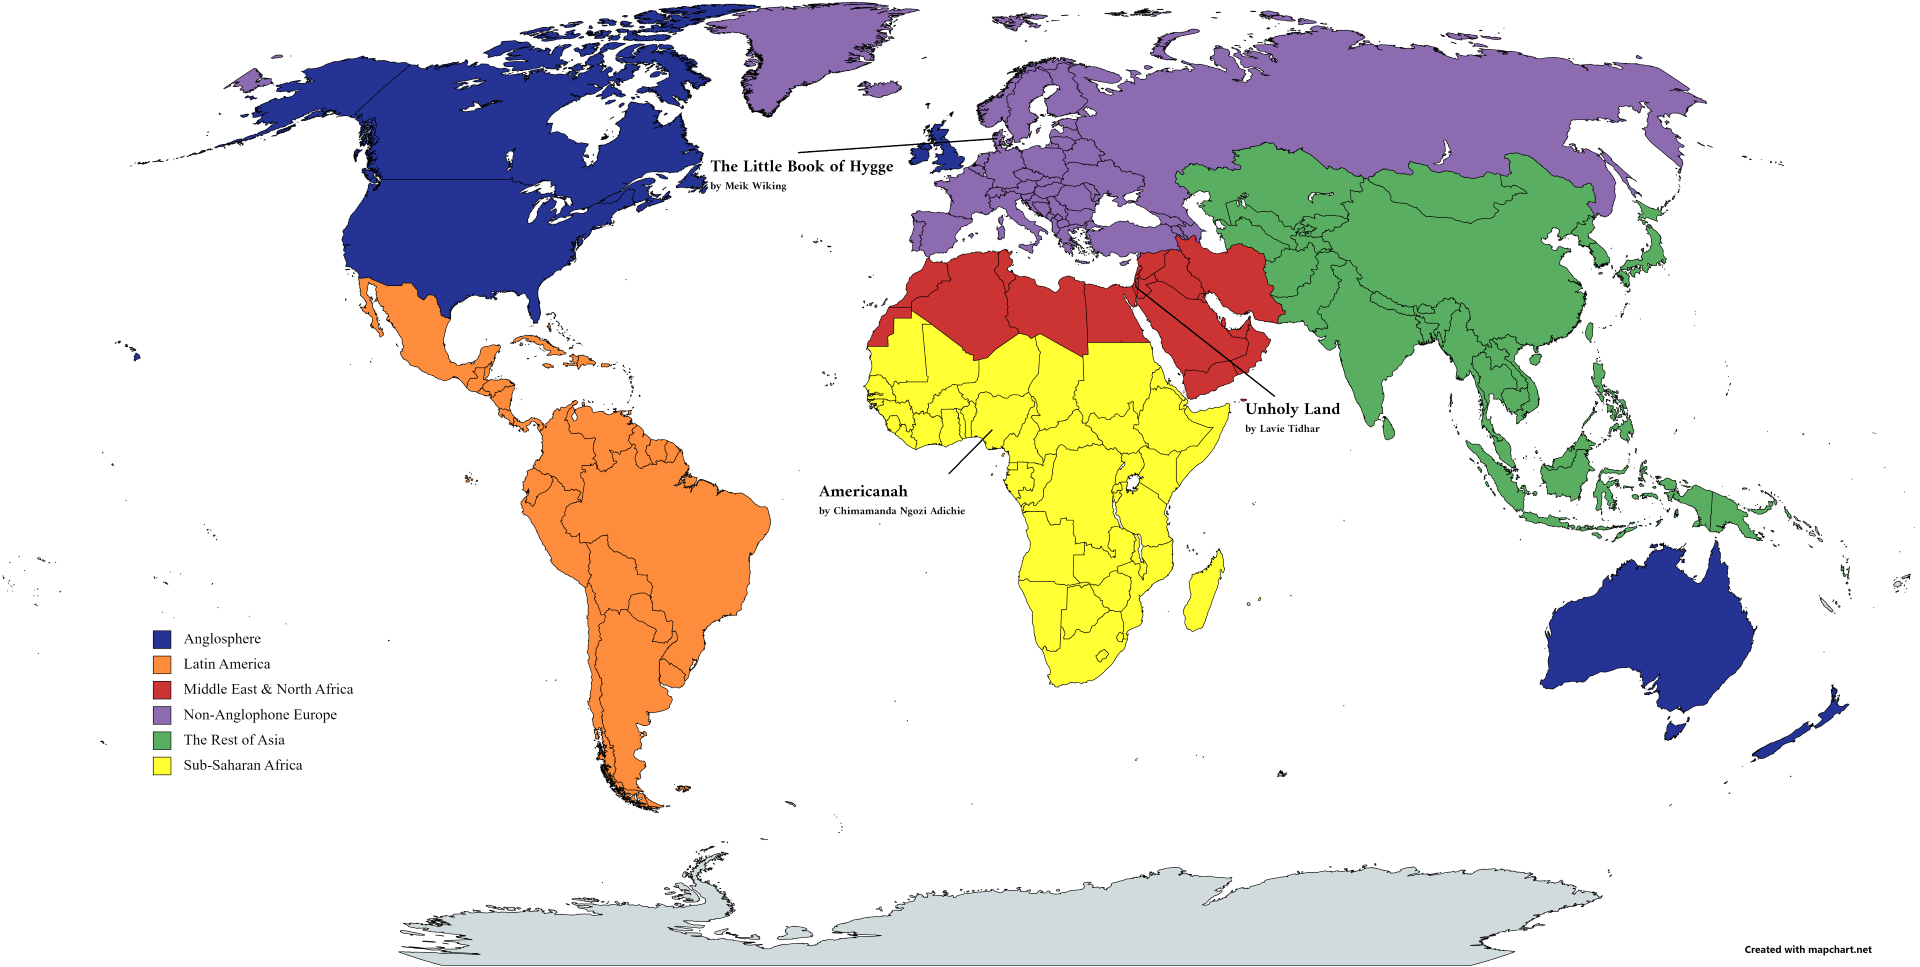 The Little Book of Hygge
by Meik Wiking
Unholy Land
by Lavie Tidhar
Americanah
by Chimamanda Ngozi Adichie
Anglosphere
Latin America
Middle East & North Africa
Non-Anglophone Europe
The Rest of Asia
Sub-Saharan Africa
Created with mapchart.net